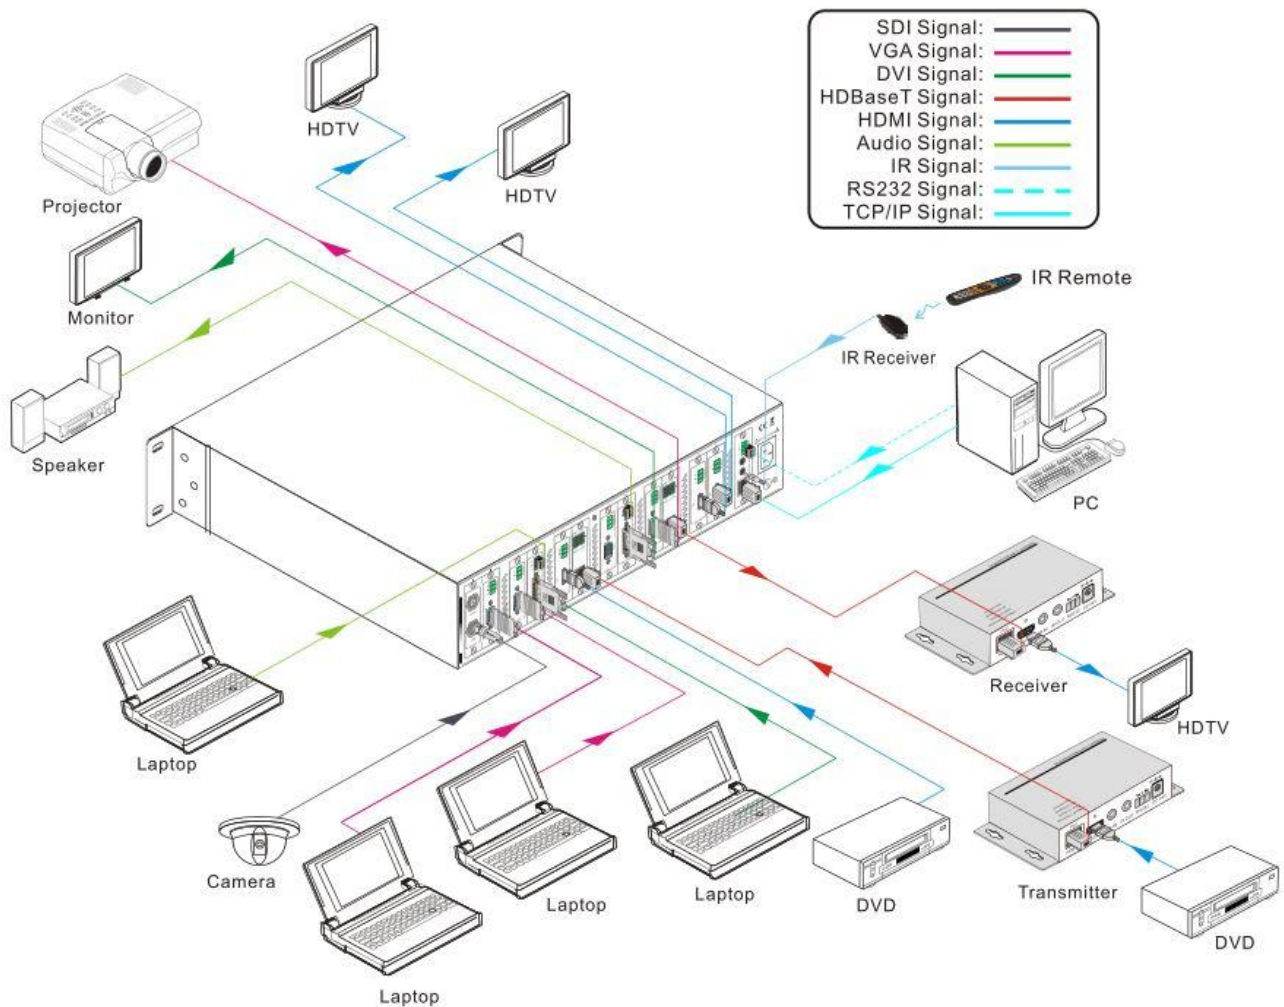 SDI Signal:
VGA Signal:
DVI Signal:
HDBaseT Signal:
HDMI Signal:
Audio Signal:
IR Signal:
RS232 Signal:
TCP/IP Signal:
HDTV
HDTV
Projector
Monitor
Speaker
IR Remote
IR Receiver
PC
Receiver
HDTV
Laptop
Camera
Laptop
Laptop
Laptop
DVD
Transmitter
DVD